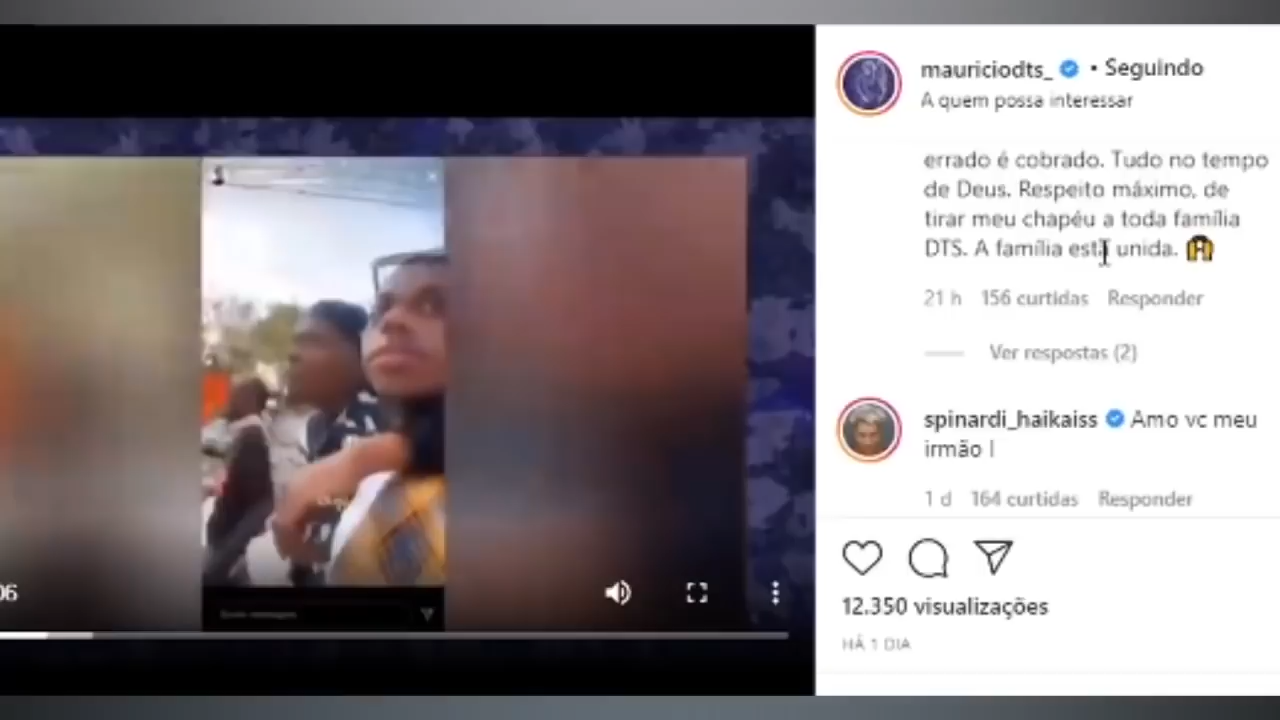 mauriciodts_ • Seguindo
A quem possa interessar
errado é cobrado. Tudo no tempo
de Deus. Respeito máximo, de
tirar meu chapéu a toda família
DTS. A família está unida.
21 h 156 curtidas Responder
Ver respostas (2)
spinardi_haikaiss Amo vc meu
irmão !
1 d 164 curtidas Responder
12.350 visualizações
HÁ 1 DIA
06